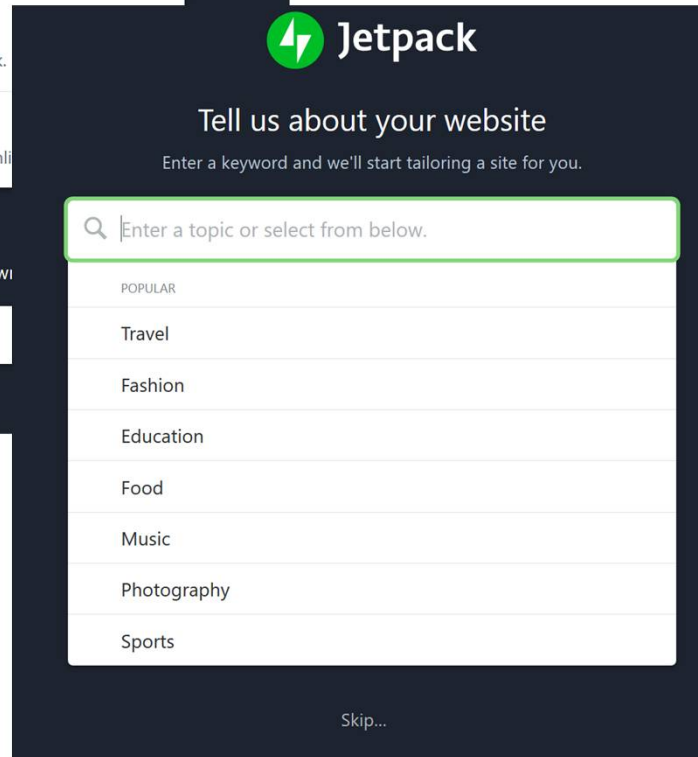 Jetpack
Tell us about your website
Enter a keyword and we'll start tailoring a site for you.
Enter a topic or select from below.
POPULAR
Travel
Fashion
Education
Food
Music
Photography
Sports
Skip...